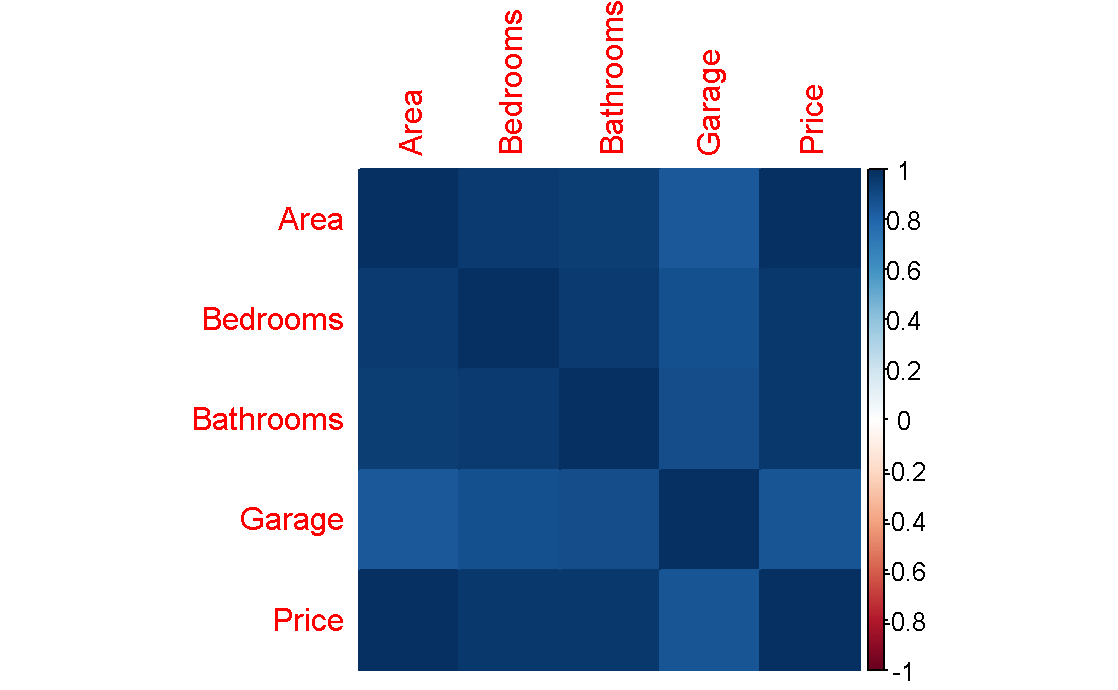 Area
Bedrooms
Bathrooms
Garage
Price
Area
Bedrooms
Bathrooms
Garage
Price
1
0.8
0.6
0.4
0.2
0
-0.2
-0.4
-0.6
-0.8
-1